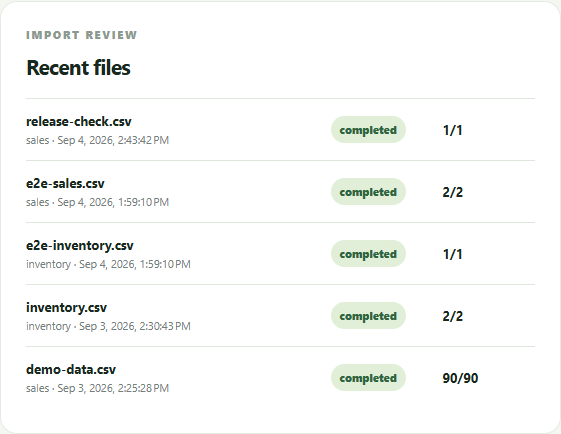 IMPORT REVIEW
Recent files
release-check.csv
sales · Sep 4, 2026, 2:43:42 PM
completed
1/1
e2e-sales.csv
sales · Sep 4, 2026, 1:59:10 PM
completed
2/2
e2e-inventory.csv
inventory · Sep 4, 2026, 1:59:10 PM
completed
1/1
inventory.csv
inventory · Sep 3, 2026, 2:30:43 PM
completed
2/2
demo-data.csv
sales · Sep 3, 2026, 2:25:28 PM
completed
90/90